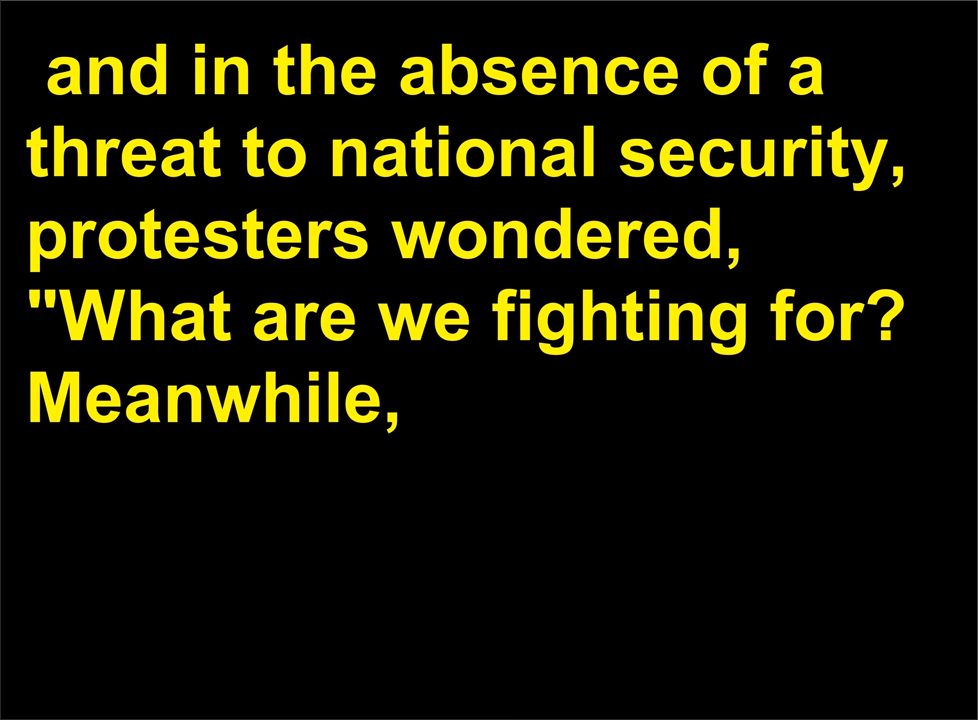 and in the absence of a
threat to national security,
protesters wondered,
"What are we fighting for?
Meanwhile,